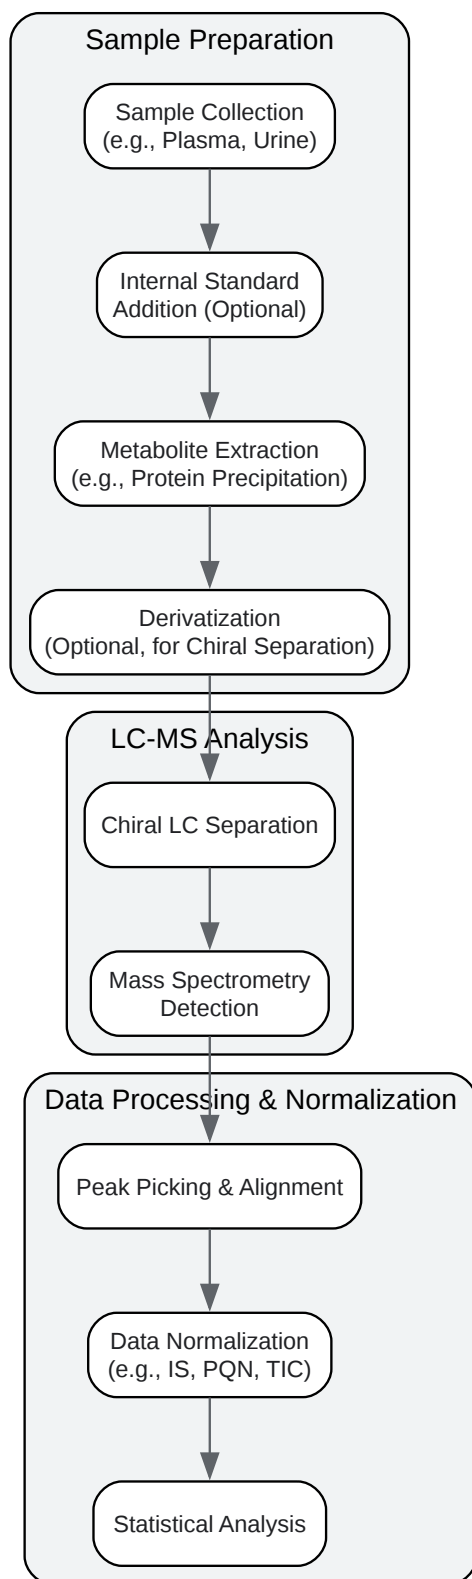 Sample Preparation
Sample Collection
(e.g., Plasma, Urine)
Internal Standard
Addition (Optional)
Metabolite Extraction
(e.g., Protein Precipitation)
Derivatization
(Optional, for Chiral Separation)
LC-MS Analysis
Chiral LC Separation
Mass Spectrometry
Detection
Data Processing & Normalization
Peak Picking & Alignment
Data Normalization
(e.g., IS, PQN, TIC)
Statistical Analysis